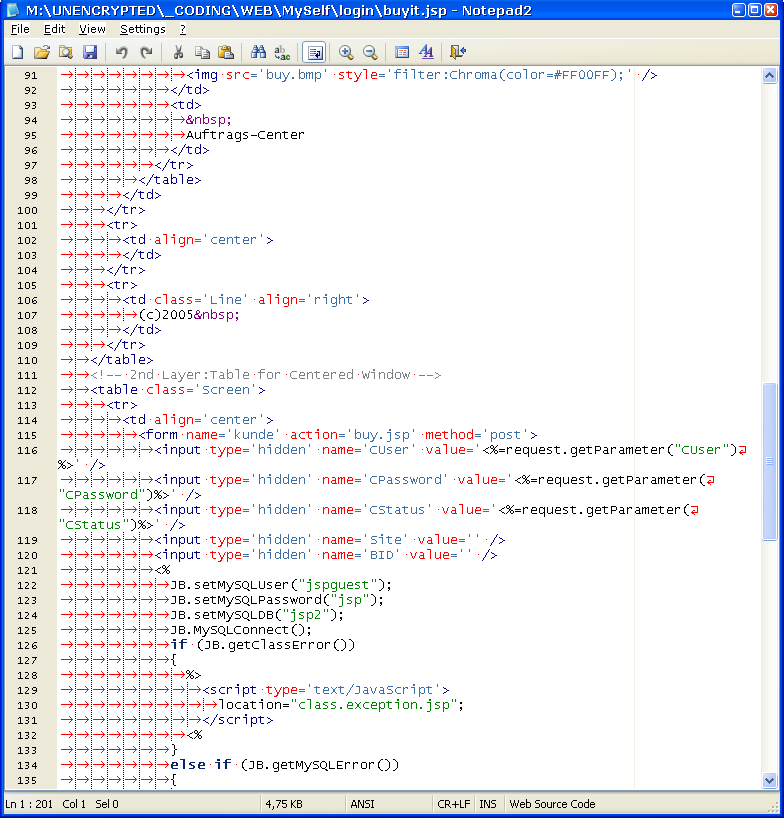 M:\UNENCRYPTED\_CODING\WEB\MySelf\login\buyit.jsp - Notepad2
File Edit View Settings ?
91 <img src='buy.bmp' style='filter:Chroma(color=#FF00FF);' />
92 </td>
93 <td>
94 &nbsp;
95 Auftrags-Center
96 </td>
97 </tr>
98 </table>
99 </td>
100 </tr>
101 <tr>
102 <td align='center'>
103 </td>
104 </tr>
105 <tr>
106 <td class='Line' align='right'>
107 (c)2005&nbsp;
108 </td>
109 </tr>
110 </table>
111 <!-- 2nd Layer:Table for Centered Window -->
112 <table class='Screen'>
113 <tr>
114 <td align='center'>
115 <form name='kunde' action='buy.jsp' method='post'>
116 <input type='hidden' name='CUser' value='<%=request.getParameter("CUser")
%>' />
117 <input type='hidden' name='CPassword' value='<%=request.getParameter(
"CPassword")%>' />
118 <input type='hidden' name='CStatus' value='<%=request.getParameter(
"CStatus")%>' />
119 <input type='hidden' name='Site' value='' />
120 <input type='hidden' name='BID' value='' />
121 <%
122 JB.setMySQLUser("jspguest");
123 JB.setMySQLPassword("jsp");
124 JB.setMySQLDB("jsp2");
125 JB.MySQLConnect();
126 if (JB.getClassError())
127 {
128 %>
129 <script type='text/JavaScript'>
130 location="class.exception.jsp";
131 </script>
132 <%
133 }
134 else if (JB.getMySQLError())
135 {
Ln 1 : 201 Col 1 Sel 0 4,75 KB ANSI CR+LF INS Web Source Code